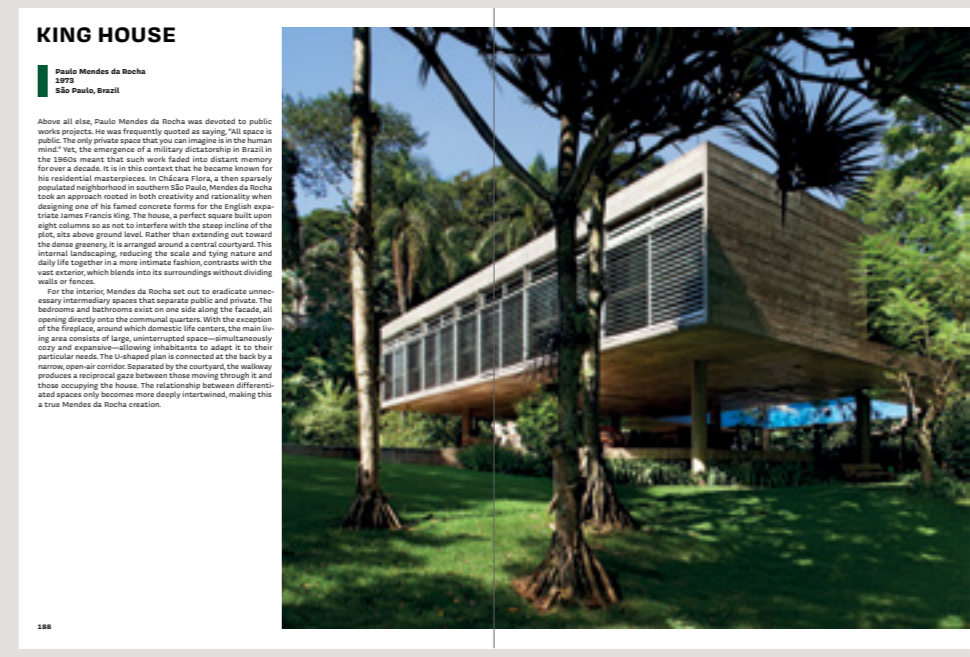 KING HOUSE
Paulo Mendes da Rocha
1973
São Paulo, Brazil
Above all else, Paulo Mendes da Rocha was devoted to public
works projects. He was frequently quoted as saying, “All space is
public. The only private space that you can imagine is in the human
mind.” Yet, the emergence of a military dictatorship in Brazil in
the 1960s meant that such work faded into distant memory
for over a decade. It is in this context that he became known for
his residential masterpieces. In Chácara Flora, a then sparsely
populated neighborhood in southern São Paulo, Mendes da Rocha
took an approach rooted in both creativity and rationality when
designing one of his famed concrete forms for the English expa-
triate James Francis King. The house, a perfect square built upon
eight columns so as not to interfere with the steep incline of the
plot, sits above ground level. Rather than extending out toward
the dense greenery, it is arranged around a central courtyard. This
internal landscaping, reducing the scale and tying nature and
daily life together in a more intimate fashion, contrasts with the
vast exterior, which blends into its surroundings without dividing
walls or fences.
For the interior, Mendes da Rocha set out to eradicate unnec-
essary intermediary spaces that separate public and private. The
bedrooms and bathrooms exist on one side along the facade, all
opening directly onto the communal quarters. With the exception
of the fireplace, around which domestic life centers, the main liv-
ing area consists of large, uninterrupted space—simultaneously
cozy and expansive—allowing inhabitants to adapt it to their
particular needs. The U-shaped plan is connected at the back by a
narrow, open-air corridor. Separated by the courtyard, the walkway
produces a reciprocal gaze between those moving through it and
those occupying the house. The relationship between differenti-
ated spaces only becomes more deeply intertwined, making this
a true Mendes da Rocha creation.
188